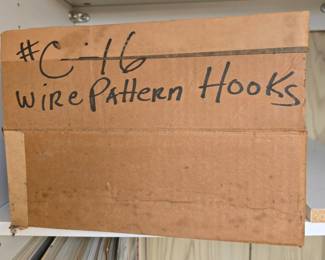 #C-16
Wire Pattern Hooks